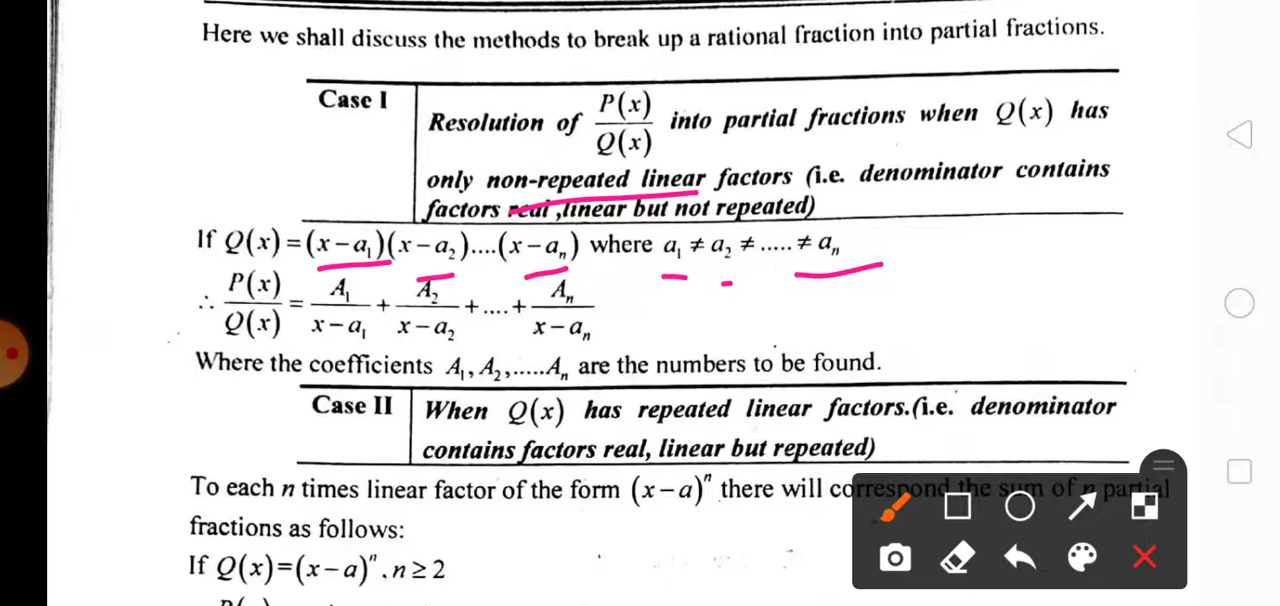 Here we shall discuss the methods to break up a rational fraction into partial fractions.
Case I
Resolution of P(x)/Q(x) into partial fractions when Q(x) has
only non-repeated linear factors (i.e. denominator contains
factors real ,linear but not repeated)
If Q(x)=(x−a₁)(x−a₂)....(x−aₙ) where a₁ ≠ a₂ ≠ ..... ≠ aₙ
∴ P(x)/Q(x) = A₁/(x−a₁) + A₂/(x−a₂) +....+ Aₙ/(x−aₙ)
Where the coefficients A₁, A₂,.....Aₙ are the numbers to be found.
Case II
When Q(x) has repeated linear factors.(i.e. denominator
contains factors real, linear but repeated)
To each n times linear factor of the form (x−a)ⁿ there will correspond the sum of n partial
fractions as follows:
If Q(x)=(x−a)ⁿ, n≥2